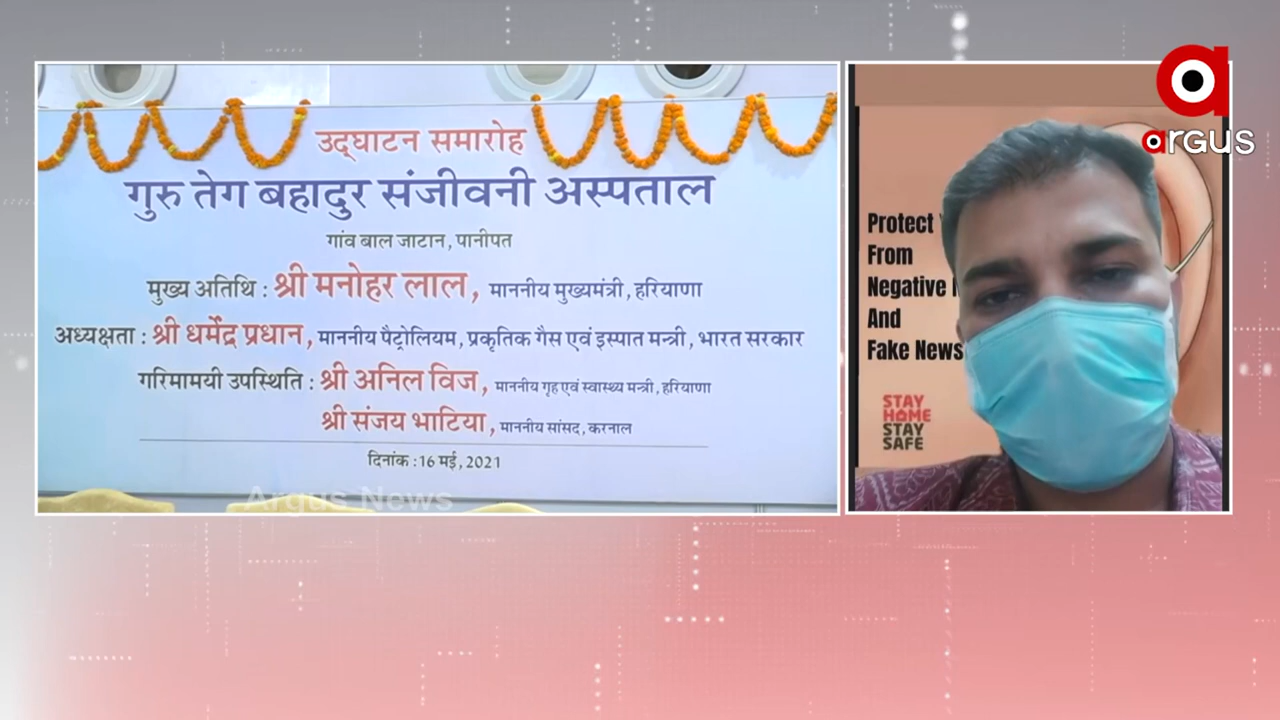 उद्घाटन समारोह
गुरु तेग बहादुर संजीवनी अस्पताल
गांव बाल जाटान, पानीपत
मुख्य अतिथि : श्री मनोहर लाल, माननीय मुख्यमंत्री, हरियाणा
अध्यक्षता : श्री धर्मेंद्र प्रधान, माननीय पैट्रोलियम, प्रकृतिक गैस एवं इस्पात मन्त्री, भारत सरकार
गरिमामयी उपस्थिति : श्री अनिल विज, माननीय गृह एवं स्वास्थ्य मन्त्री, हरियाणा
श्री संजय भाटिया, माननीय सांसद, करनाल
दिनांक : 16 मई, 2021
Argus News
argus
Protect
From
Negative
And
Fake News
STAY
HOME
STAY
SAFE